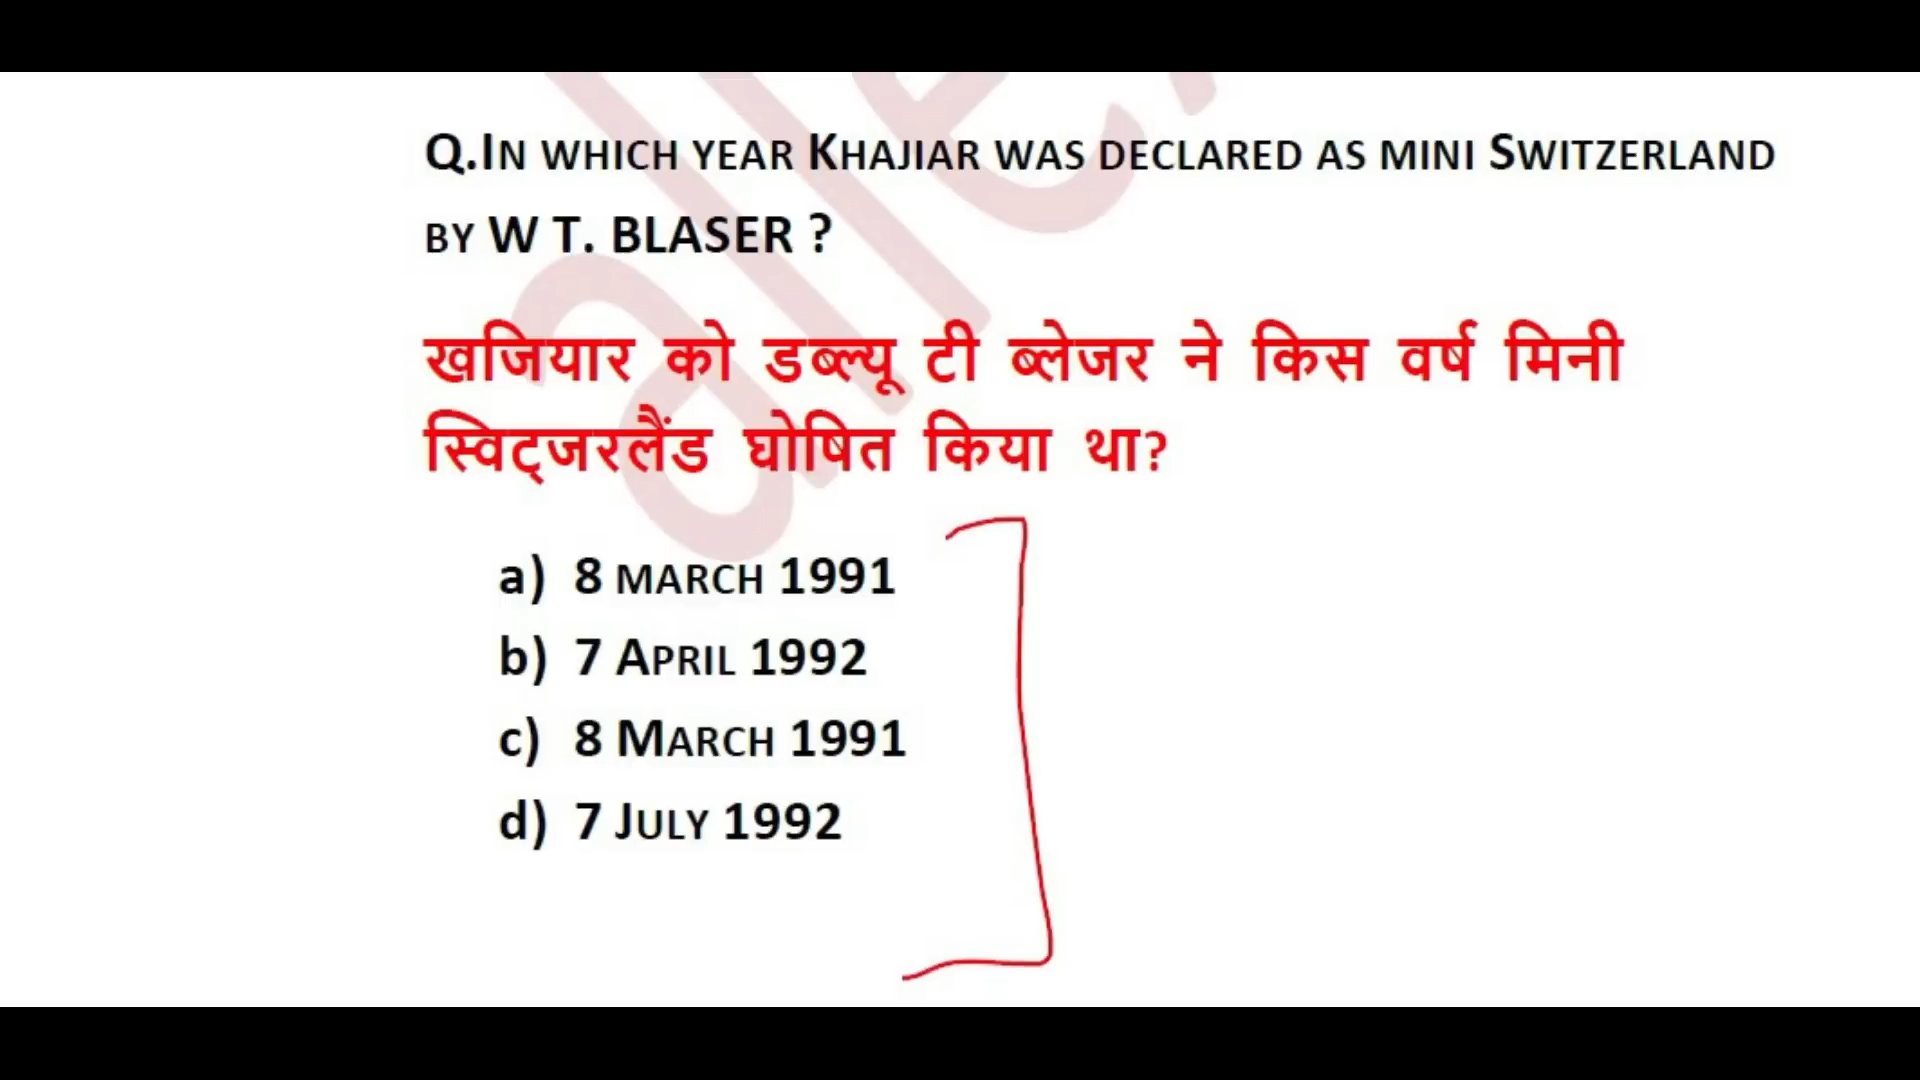 Q.In which year Khajiar was declared as mini Switzerland
by W T. BLASER ?
खजियार को डब्ल्यू टी ब्लेजर ने किस वर्ष मिनी
स्विट्जरलैंड घोषित किया था?
a) 8 march 1991
b) 7 April 1992
c) 8 March 1991
d) 7 July 1992